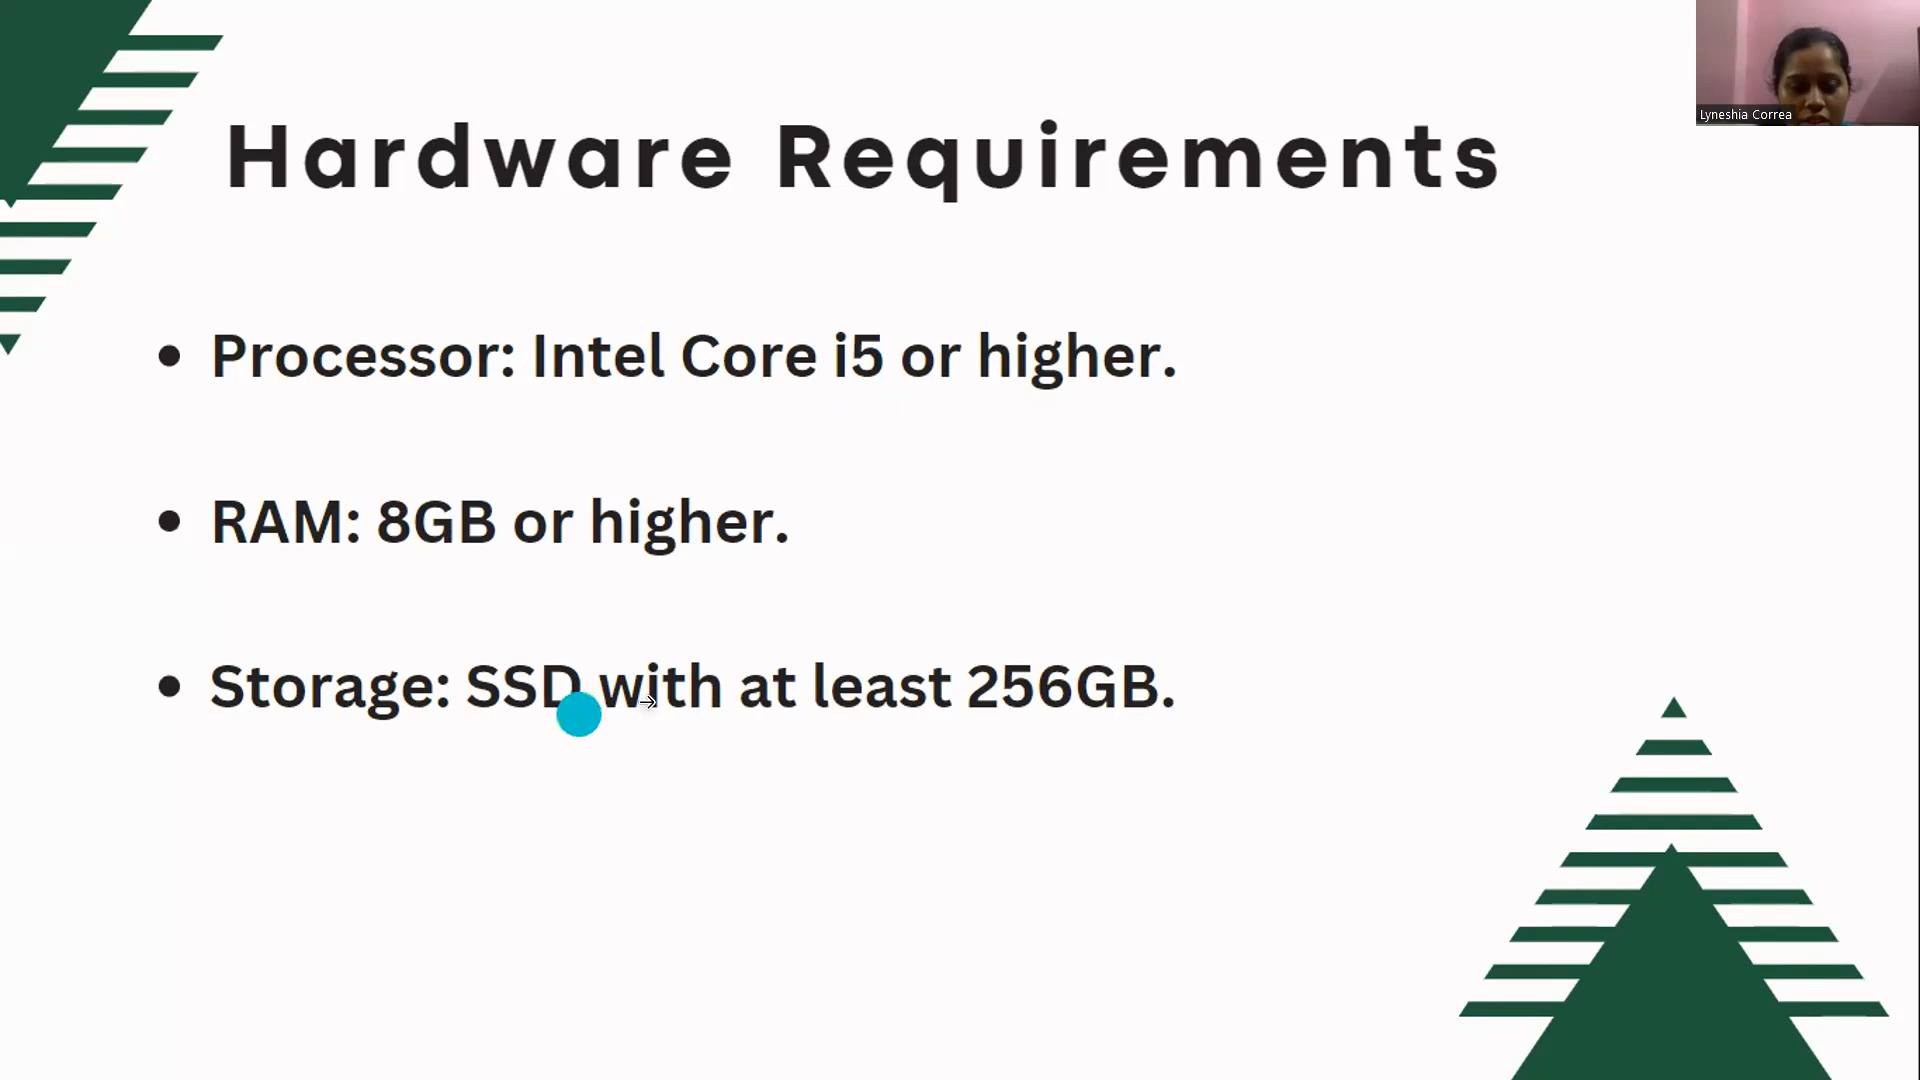 Lyneshia Correa
Hardware Requirements
• Processor: Intel Core i5 or higher.
• RAM: 8GB or higher.
• Storage: SSD with at least 256GB.